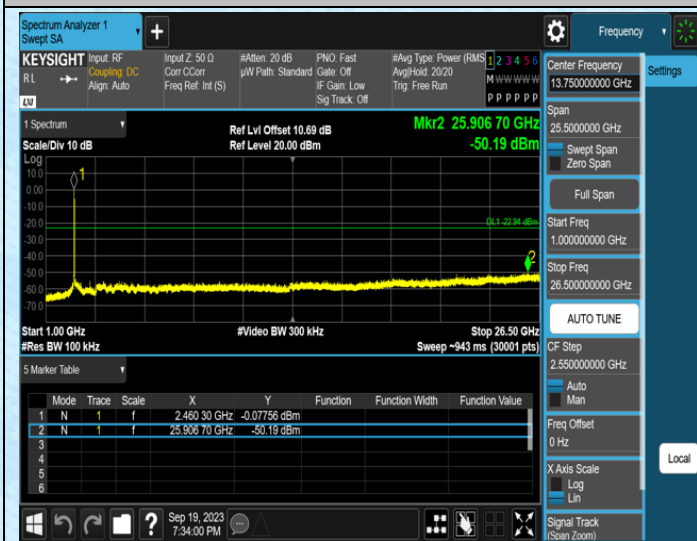 Spectrum Analyzer 1
Swept SA
Frequency
KEYSIGHT
RL
LXI
Input: RF
Coupling: DC
Align: Auto
Input Z: 50 Ω
Corr CCorr
Freq Ref: Int (S)
#Atten: 20 dB
µW Path: Standard
PNO: Fast
Gate: Off
IF Gain: Low
Sig Track: Off
#Avg Type: Power (RMS
Avg|Hold: 20/20
Trig: Free Run
1 2 3 4 5 6
M W W W W W
P P P P P P
1 Spectrum
Scale/Div 10 dB
Ref Lvl Offset 10.69 dB
Ref Level 20.00 dBm
Mkr2 25.906 70 GHz
-50.19 dBm
Log
10.0
0.00
-10.0
-20.0
-30.0
-40.0
-50.0
-60.0
-70.0
1
DL1 -22.94 dBm
2
Start 1.00 GHz
#Res BW 100 kHz
#Video BW 300 kHz
Stop 26.50 GHz
Sweep ~943 ms (30001 pts)
5 Marker Table
Mode Trace Scale X Y Function Function Width Function Value
1 N 1 f 2.460 30 GHz -0.07756 dBm
2 N 1 f 25.906 70 GHz -50.19 dBm
3
4
5
6
?
Sep 19, 2023
7:34:00 PM
Center Frequency
13.75000000 GHz
Span
25.5000000 GHz
Swept Span
Zero Span
Full Span
Start Freq
1.000000000 GHz
Stop Freq
26.500000000 GHz
AUTO TUNE
CF Step
2.550000000 GHz
Auto
Man
Freq Offset
0 Hz
X Axis Scale
Log
Lin
Signal Track
(Span Zoom)
Settings
Local